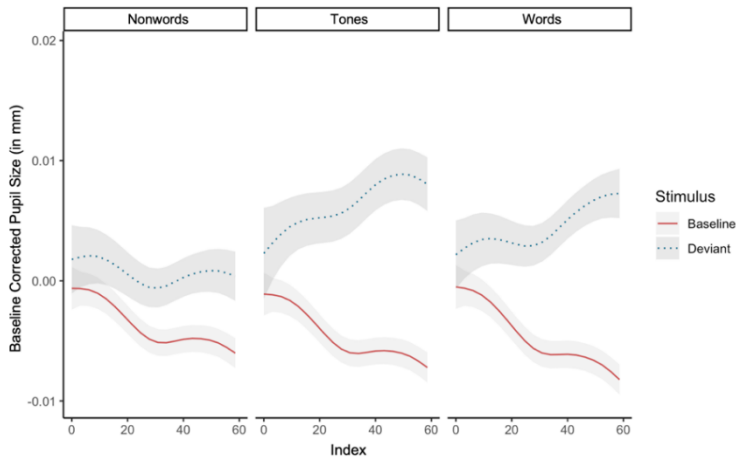 Nonwords Tones Words
0.02
0.01
0.00
-0.01
Baseline Corrected Pupil Size (in mm)
0 20 40 60 0 20 40 60 0 20 40 60
Index
Stimulus
Baseline
Deviant